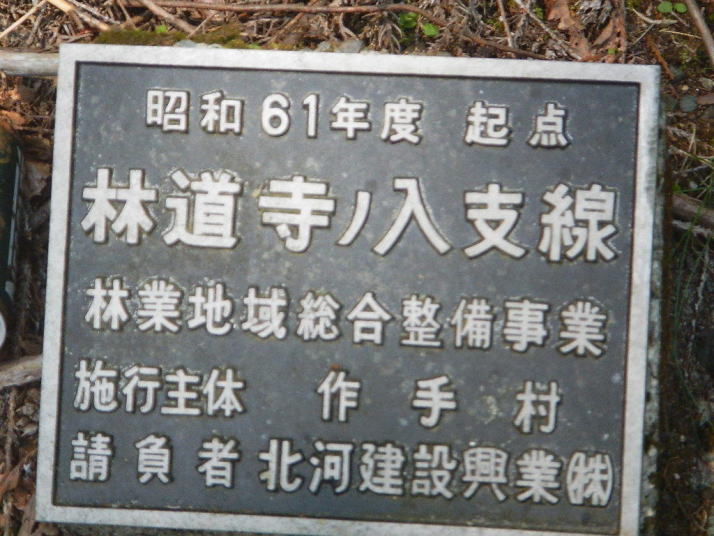 昭和61年度 起点
林道寺ノ入支線
林業地域総合整備事業
施行主体 作手村
請負者 北河建設興業㈱